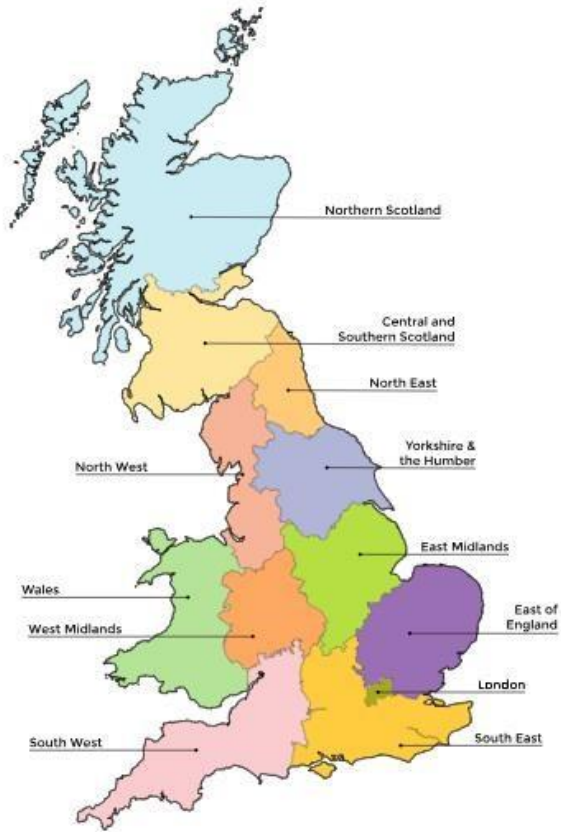 Northern Scotland
Central and
Southern Scotland
North East
Yorkshire &
the Humber
North West
East Midlands
Wales
East of
England
West Midlands
London
South East
South West